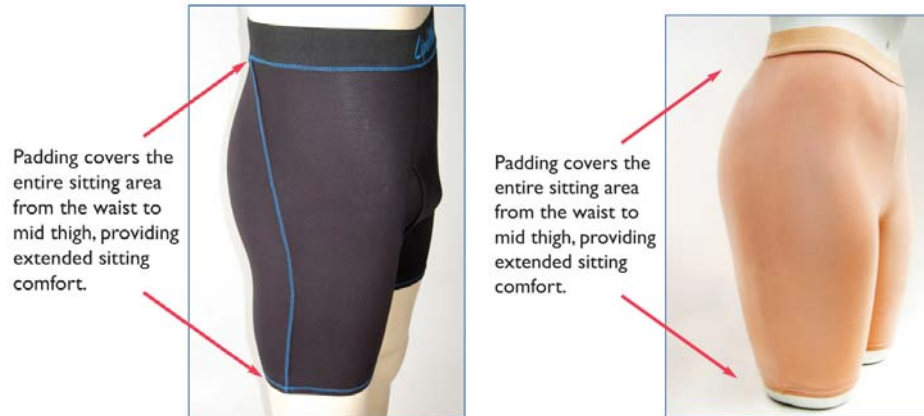 Padding covers the
entire sitting area
from the waist to
mid thigh, providing
extended sitting
comfort.
Padding covers the
entire sitting area
from the waist to
mid thigh, providing
extended sitting
comfort.